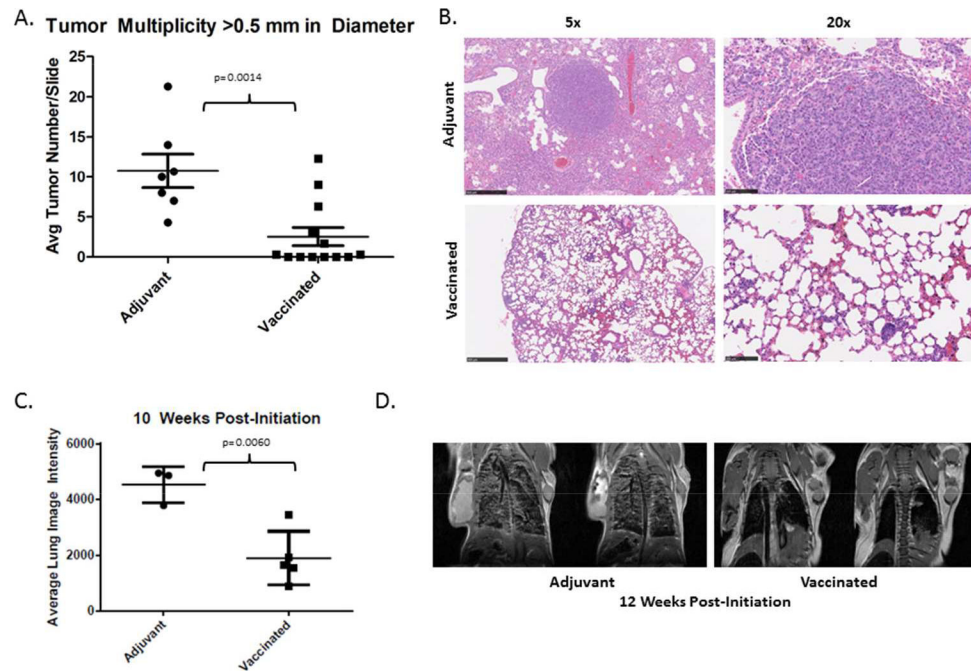 A.
Tumor Multiplicity >0.5 mm in Diameter
Avg Tumor Number/Slide
25
20
15
10
5
0
p=0.0014
Adjuvant
Vaccinated
B.
5x
20x
Adjuvant
Vaccinated
C.
10 Weeks Post-Initiation
Average Lung Image Intensity
6000
4000
2000
0
p=0.0060
Adjuvant
Vaccinated
D.
Adjuvant
Vaccinated
12 Weeks Post-Initiation